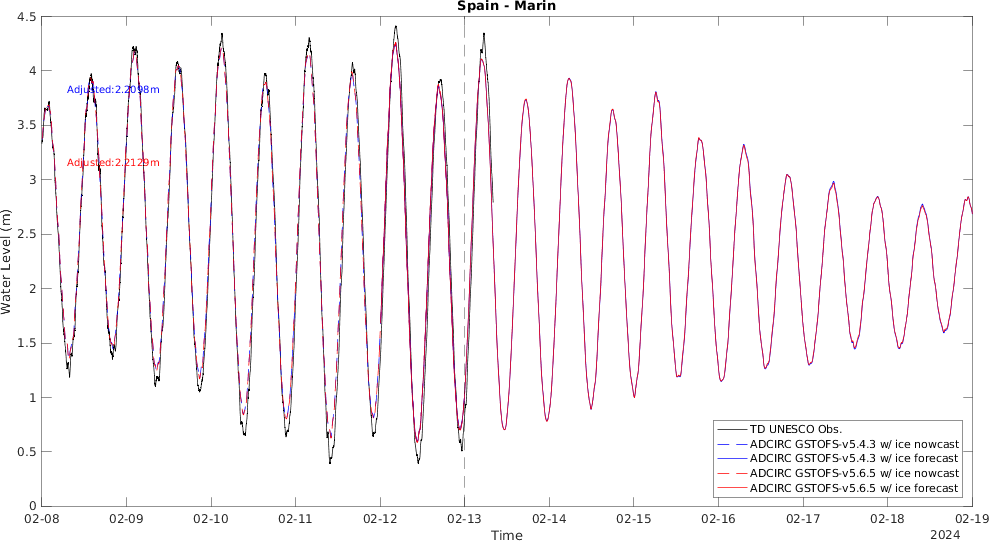 Spain - Marin
4.5
4
3.5
3
2.5
2
1.5
1
0.5
0
Water Level (m)
Adjusted:2.2098m
Adjusted:2.2129m
TD UNESCO Obs.
ADCIRC GSTOFS-v5.4.3 w/ ice nowcast
ADCIRC GSTOFS-v5.4.3 w/ ice forecast
ADCIRC GSTOFS-v5.6.5 w/ ice nowcast
ADCIRC GSTOFS-v5.6.5 w/ ice forecast
02-08 02-09 02-10 02-11 02-12 02-13 02-14 02-15 02-16 02-17 02-18 02-19
Time
2024